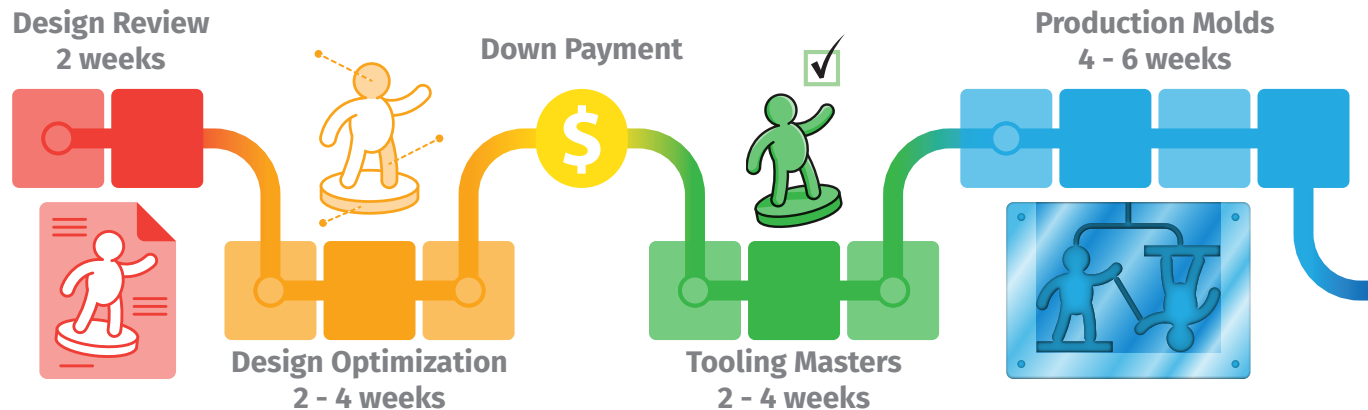 Design Review
2 weeks
Design Optimization
2 - 4 weeks
Down Payment
$
Tooling Masters
2 - 4 weeks
Production Molds
4 - 6 weeks